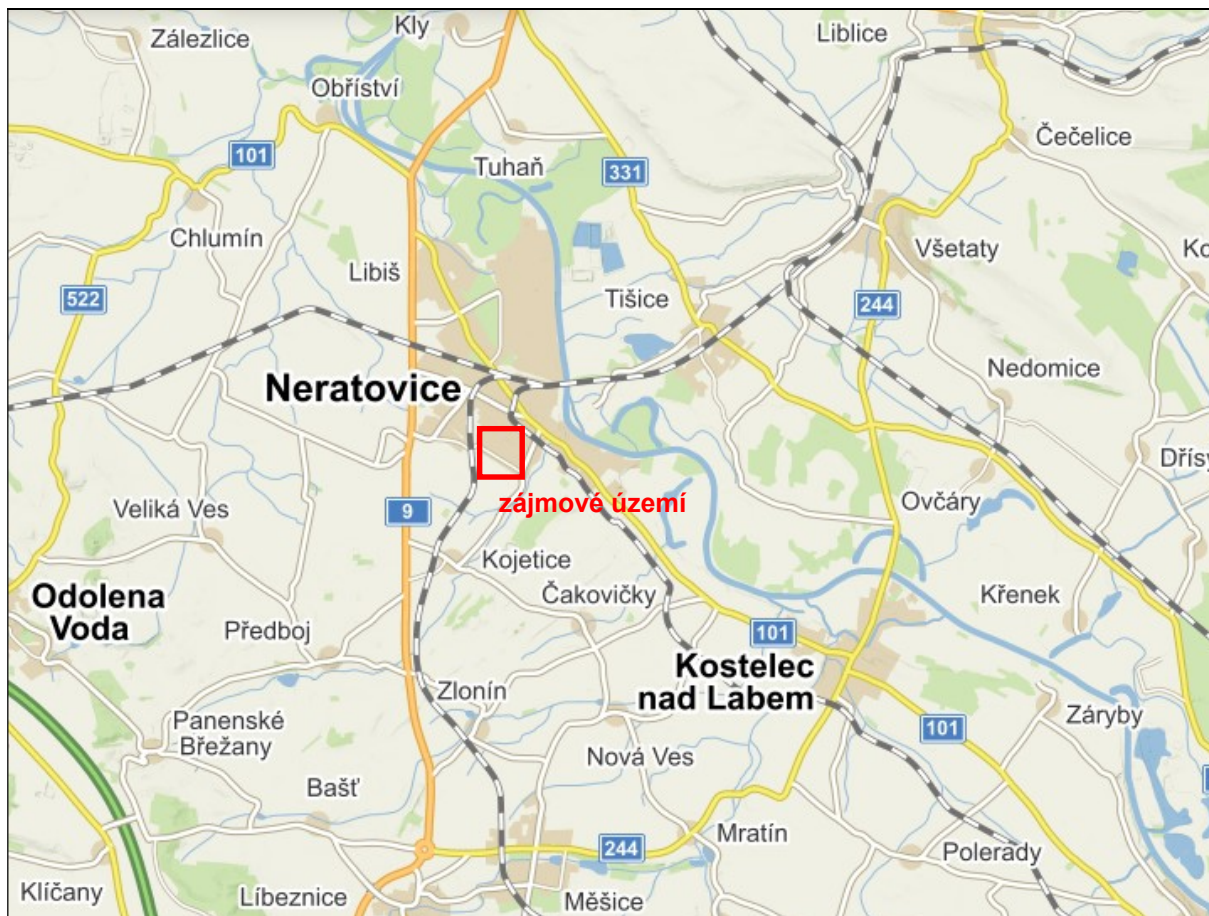 Kly
Zálezlice
Liblice
Obříství
Čečelice
101
Tuhaň
331
Chlumín
Všetaty
Libiš
Ko
522
Tišice
244
Nedomice
Neratovice
Dřísy
zájmové území
Ovčáry
Veliká Ves
9
Kojetice
Křenek
Odolena
Voda
Čakovičky
Předboj
101
Kostelec
nad Labem
Zlonín
Záryby
Panenské
Břežany
101
Nová Ves
Bašť
Mratín
244
Polerady
Klíčany
Líbeznice
Měšice